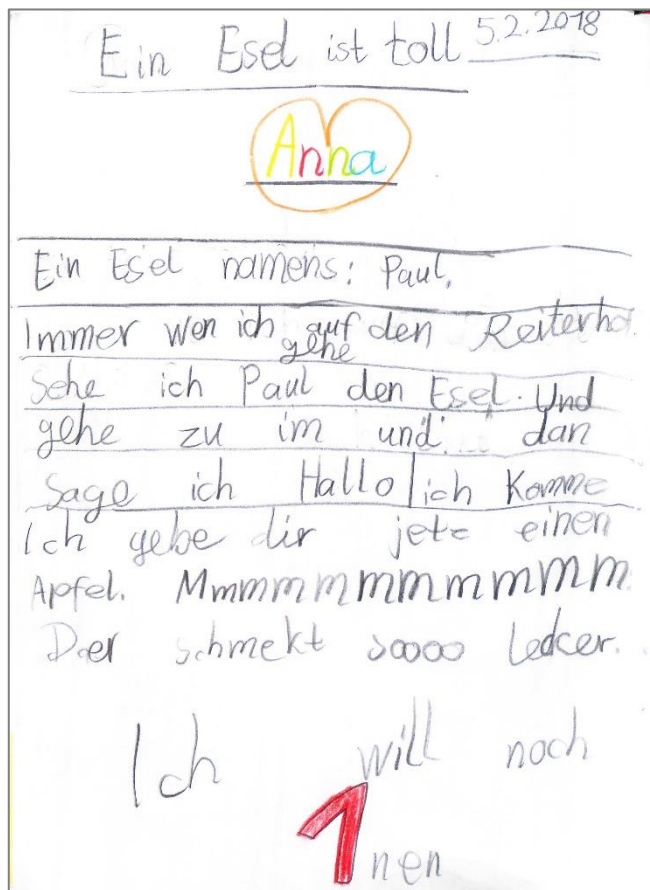 Ein Esel ist toll 5.2.2018
Anna
Ein Esel namens: Paul.
Immer wen ich auf den Reiterhof
gehe
sehe ich Paul den Esel. Und
gehe zu im und dan
sage ich Hallo ich Komme
Ich gebe dir jetz einen
Apfel. Mmmmmmmmmmm
Der schmekt soooo lecker.
Ich will noch
1nen